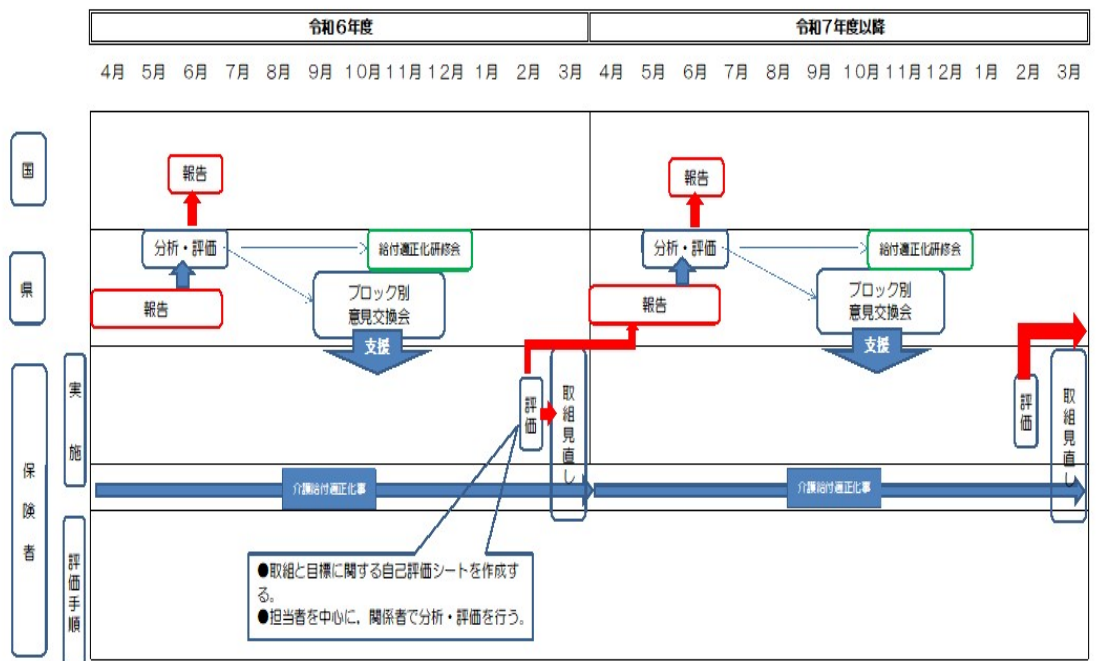 令和6年度
令和7年度以降
4月 5月 6月 7月 8月 9月 10月 11月 12月 1月 2月 3月 4月 5月 6月 7月 8月 9月 10月 11月 12月 1月 2月 3月
国
報告
報告
県
分析・評価
給付適正化研修会
分析・評価
給付適正化研修会
報告
ブロック別
意見交換会
報告
ブロック別
意見交換会
支援
支援
保険者
実施
評価
取組見直し
評価
取組見直し
介護給付適正化事
介護給付適正化事
評価手順
●取組と目標に関する自己評価シートを作成す
る。
●担当者を中心に，関係者で分析・評価を行う。